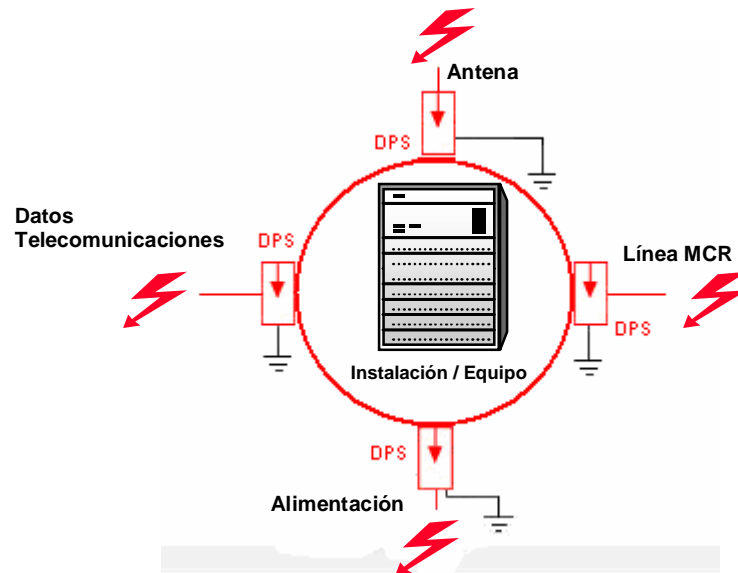 Antena
DPS
Datos
Telecomunicaciones
DPS
Línea MCR
DPS
Instalación / Equipo
DPS
Alimentación